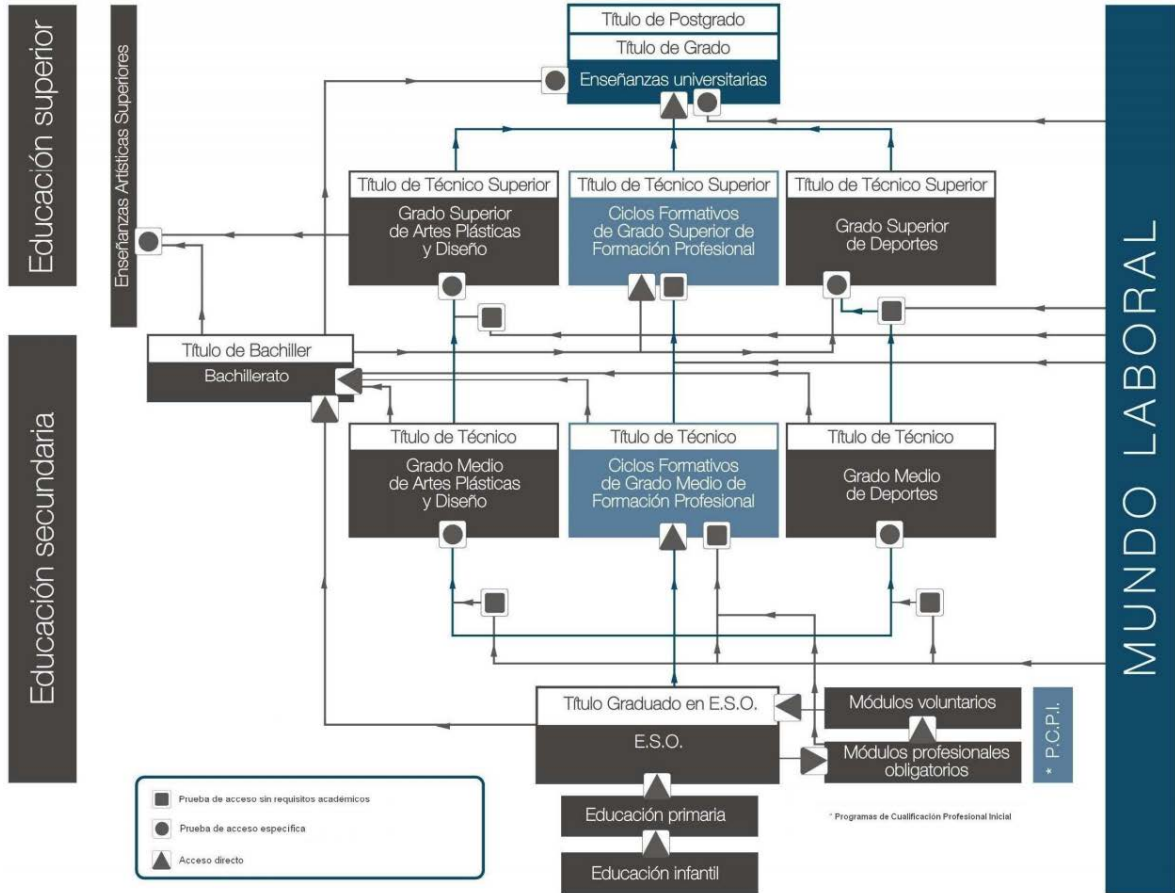 Educación superior
Enseñanzas Artísticas Superiores
Título de Postgrado
Título de Grado
Enseñanzas universitarias
Título de Técnico Superior
Grado Superior
de Artes Plásticas
y Diseño
Título de Técnico Superior
Ciclos Formativos
de Grado Superior de
Formación Profesional
Título de Técnico Superior
Grado Superior
de Deportes
MUNDO LABORAL
Educación secundaria
Título de Bachiller
Bachillerato
Título de Técnico
Grado Medio
de Artes Plásticas
y Diseño
Título de Técnico
Ciclos Formativos
de Grado Medio de
Formación Profesional
Título de Técnico
Grado Medio
de Deportes
Título Graduado en E.S.O.
E.S.O.
Módulos voluntarios
Módulos profesionales
obligatorios
* P.C.P.I.
Educación primaria
Educación infantil
* Programas de Cualificación Profesional Inicial
Prueba de acceso sin requisitos académicos
Prueba de acceso especifica
Acceso directo